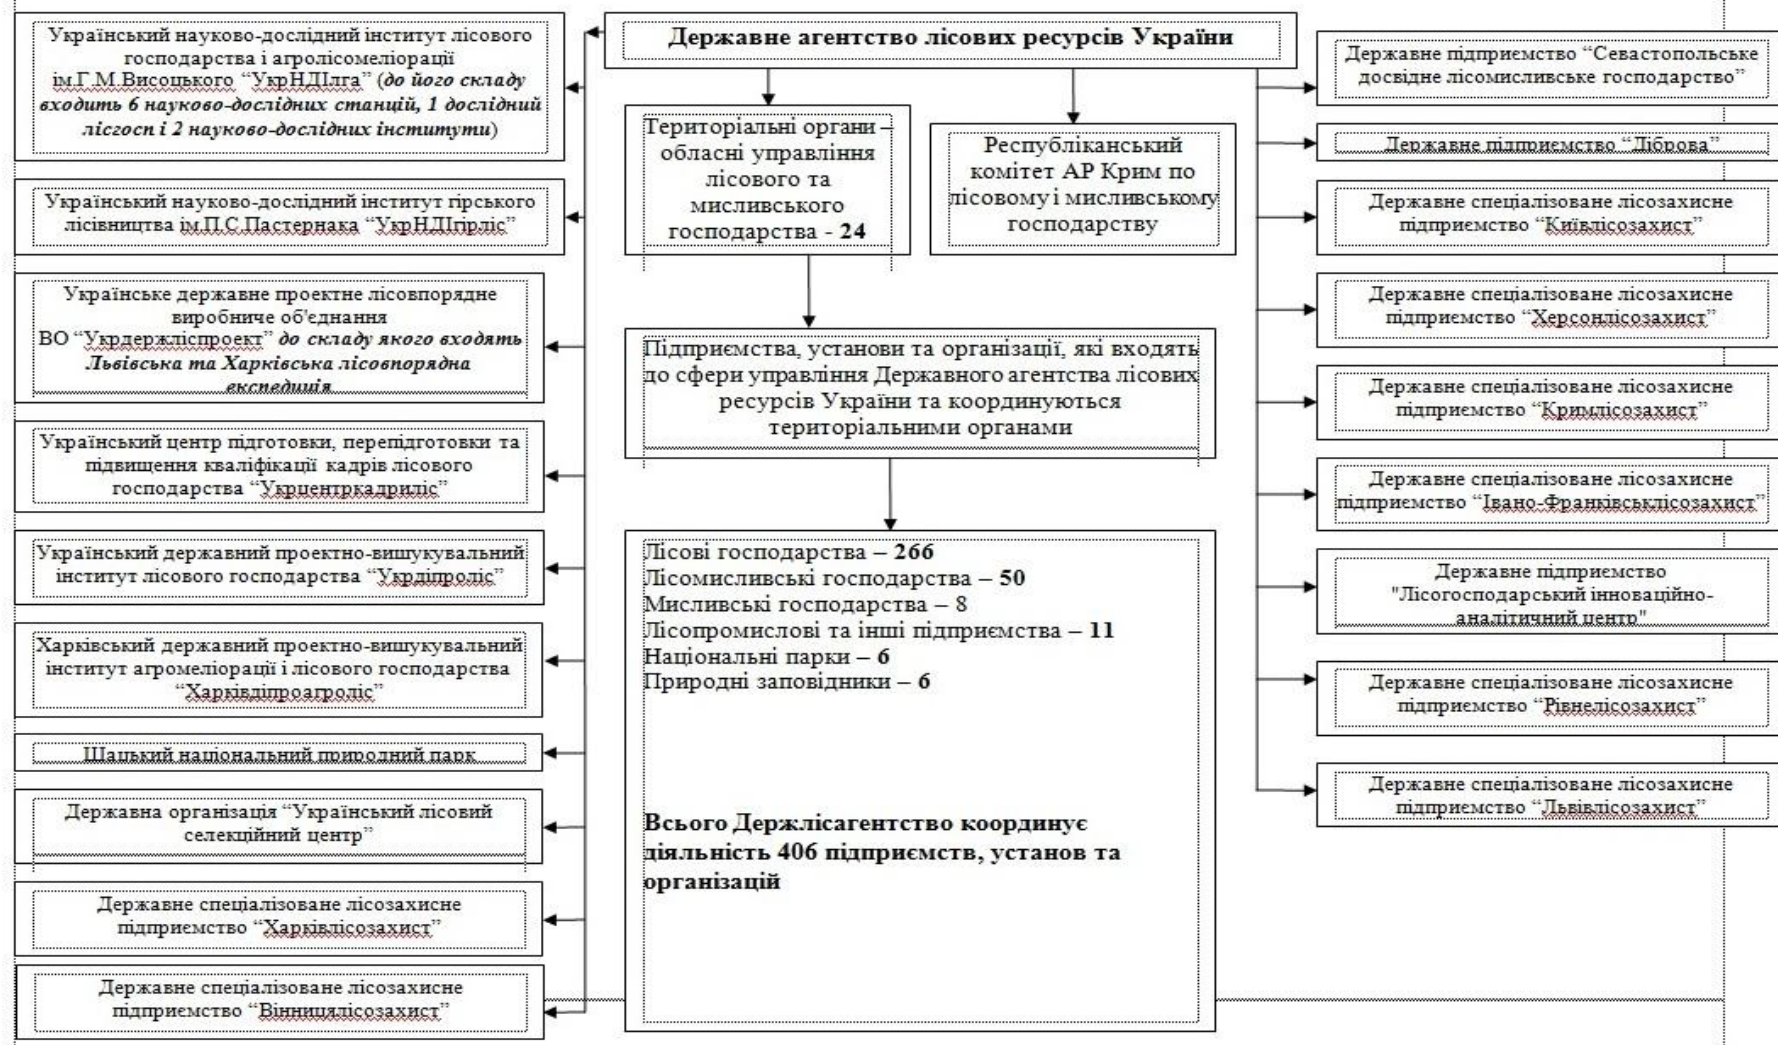 Державне агентство лісових ресурсів України
Український науково-дослідний інститут лісового
господарства і агролісомеліорації
ім.Г.М.Висоцького “УкрНДІлга” (до його складу
входить 6 науково-дослідних станцій, 1 дослідний
лісгосп і 2 науково-дослідних інститути)
Український науково-дослідний інститут гірського
лісівництва ім.П.С.Пастернака “УкрНДІгірліс”
Українське державне проектне лісовпорядне
виробниче об'єднання
ВО “Укрдержліспроект” до складу якого входять
Львівська та Харківська лісовпорядна
експедиція.
Український центр підготовки, перепідготовки та
підвищення кваліфікації кадрів лісового
господарства “Укрцентркадриліс”
Український державний проектно-вишукувальний
інститут лісового господарства “Укрдіпроліс”
Харківський державний проектно-вишукувальний
інститут агромеліорації і лісового господарства
“Харківдіпроагроліс”
Шацький національний природний парк
Державна організація “Український лісовий
селекційний центр”
Державне спеціалізоване лісозахисне
підприємство “Харківлісозахист”
Державне спеціалізоване лісозахисне
підприємство “Вінницялісозахист”
Територіальні органи –
обласні управління
лісового та
мисливського
господарства - 24
Республіканський
комітет АР Крим по
лісовому і мисливському
господарству
Підприємства, установи та організації, які входять
до сфери управління Державного агентства лісових
ресурсів України та координуються
територіальними органами
Лісові господарства – 266
Лісомисливські господарства – 50
Мисливські господарства – 8
Лісопромислові та інші підприємства – 11
Національні парки – 6
Природні заповідники – 6
Всього Держлісагентство координує
діяльність 406 підприємств, установ та
організацій
Державне підприємство “Севастопольське
досвідне лісомисливське господарство”
Державне підприємство “Діброва”
Державне спеціалізоване лісозахисне
підприємство “Київлісозахист”
Державне спеціалізоване лісозахисне
підприємство “Херсонлісозахист”
Державне спеціалізоване лісозахисне
підприємство “Кримлісозахист”
Державне спеціалізоване лісозахисне
підприємство “Івано-Франківськлісозахист”
Державне підприємство
"Лісогосподарський інноваційно-
аналітичний центр"
Державне спеціалізоване лісозахисне
підприємство “Рівнелісозахист”
Державне спеціалізоване лісозахисне
підприємство “Львівлісозахист”